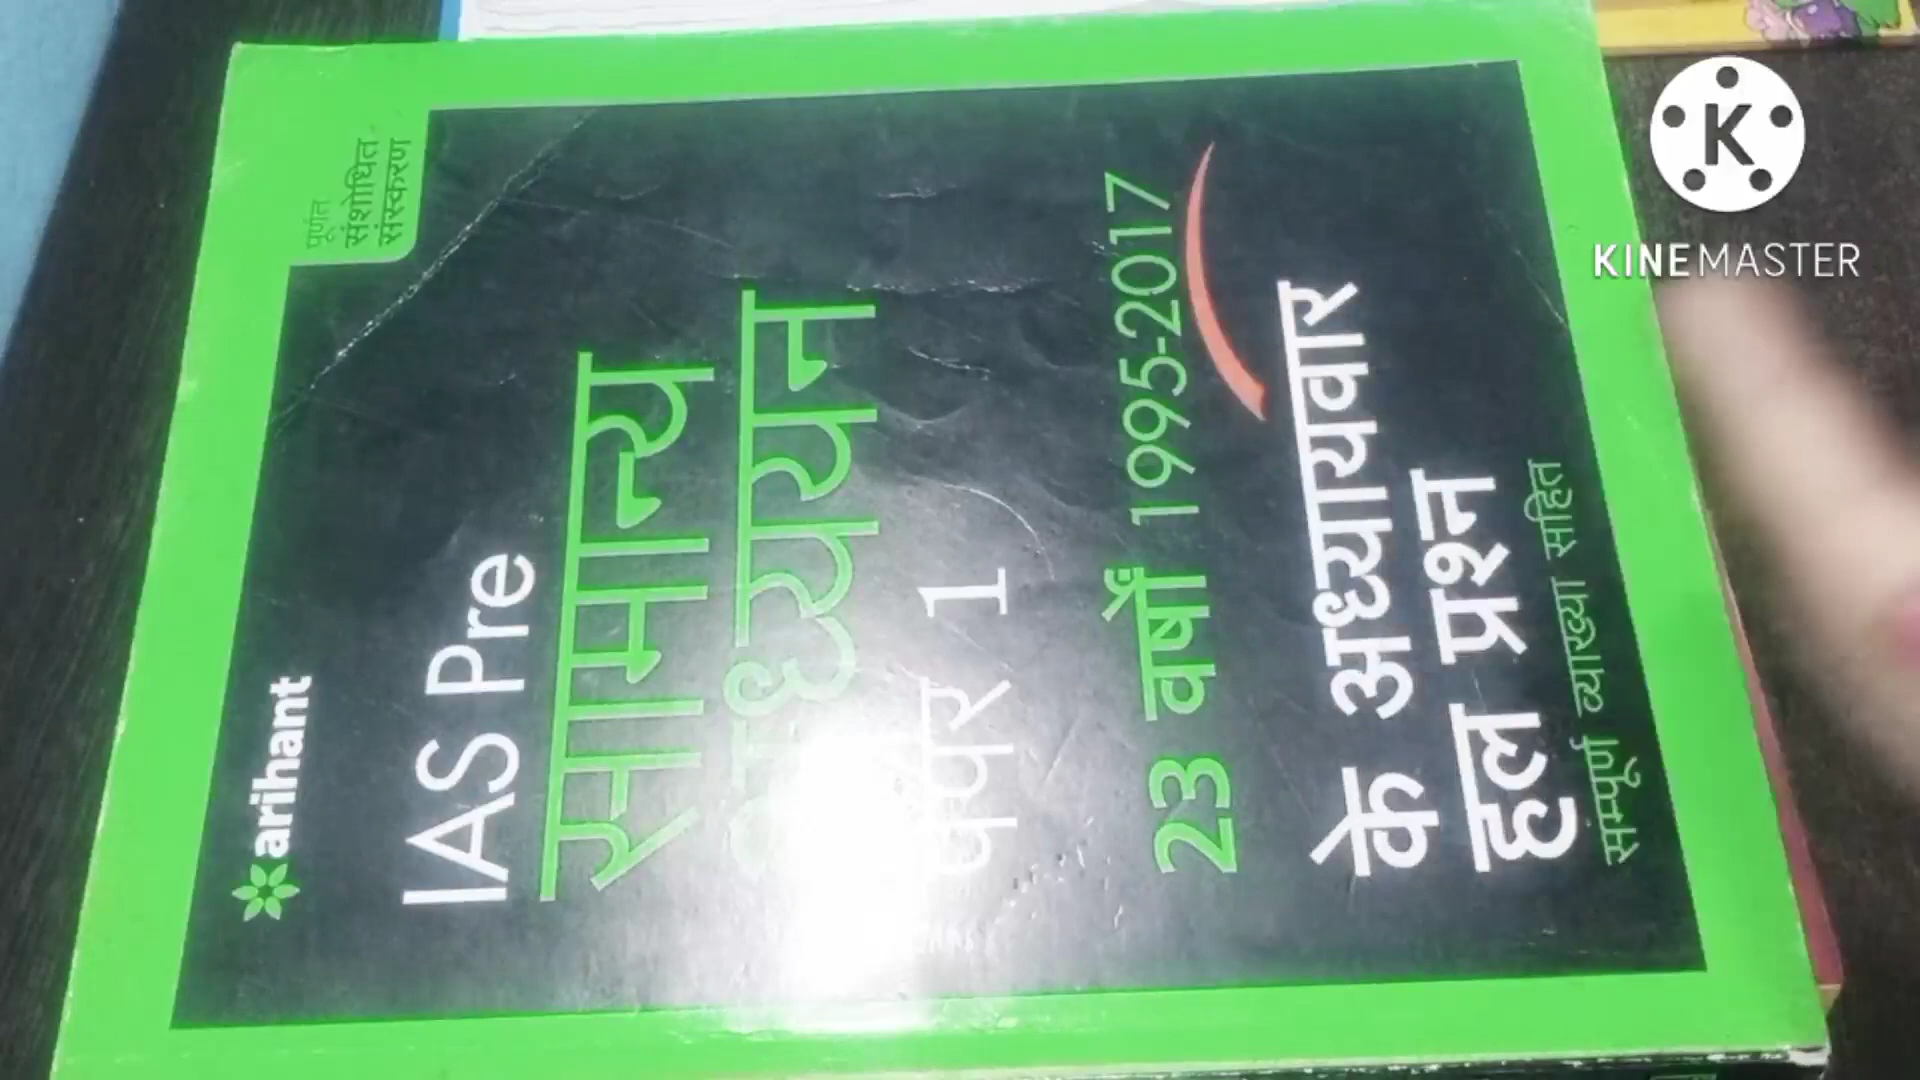 arihant
पूर्णत
संशोधित
संस्करण
IAS Pre
सामान्य
अध्ययन
पेपर 1
23 वर्षों 1995-2017
के अध्यायवार
हल प्रश्न
सम्पूर्ण व्याख्या सहित
K
KINEMASTER